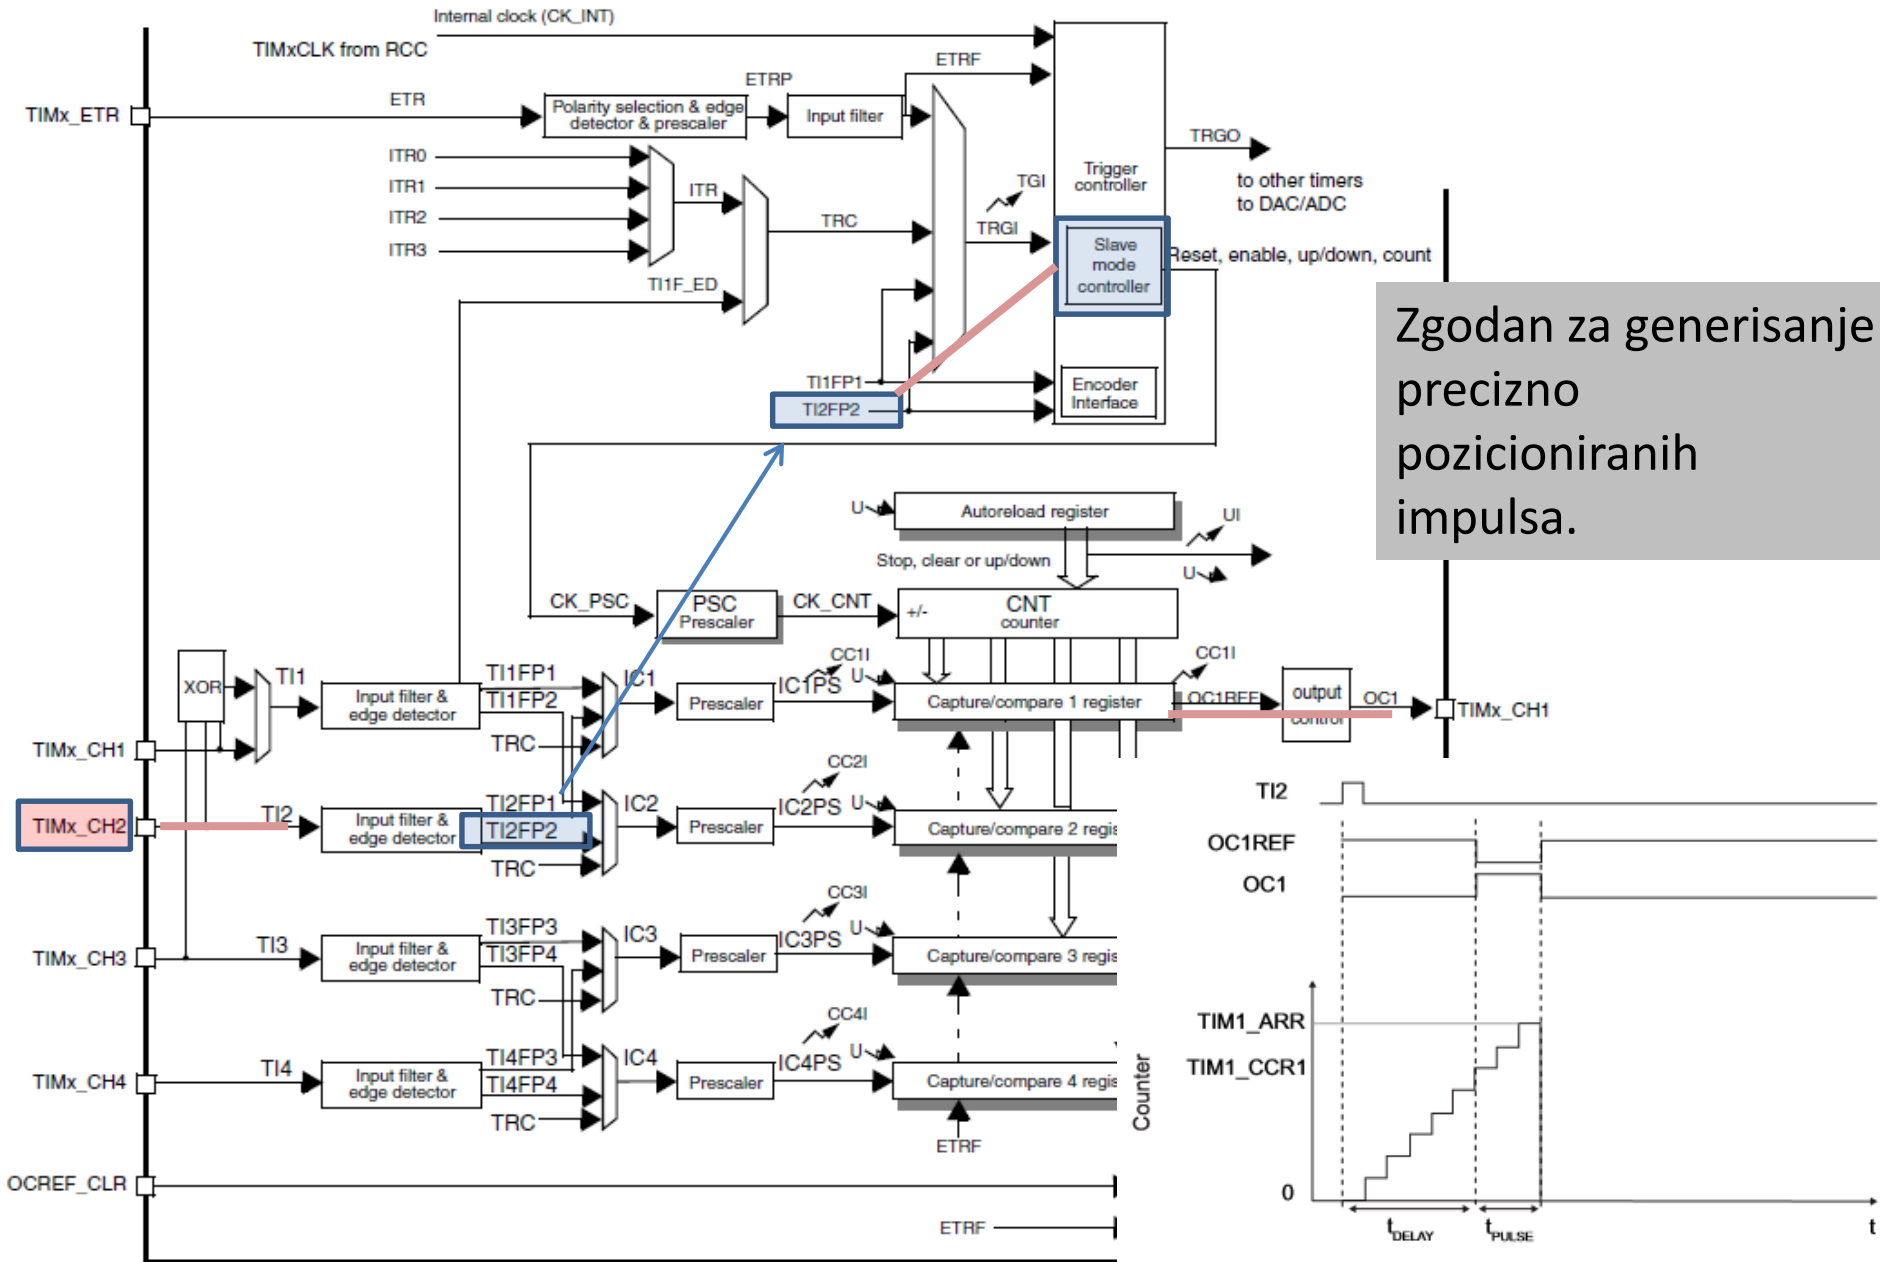 Internal clock (CK_INT)
TIMxCLK from RCC
ETRF
ETRP
TIMx_ETR
ETR
Polarity selection & edge
detector & prescaler
Input filter
TRGO
to other timers
to DAC/ADC
Trigger
controller
ITR0
ITR1
ITR2
ITR3
ITR
TRC
TGI
TRGI
Slave
mode
controller
Reset, enable, up/down, count
TI1F_ED
TI1FP1
TI2FP2
Encoder
Interface
Zgodan za generisanje
precizno
pozicioniranih
impulsa.
U
Autoreload register
UI
Stop, clear or up/down
U
CK_PSC
PSC
Prescaler
CK_CNT
+/-
CNT
counter
XOR
TI1
Input filter &
edge detector
TI1FP1
TI1FP2
TRC
IC1
Prescaler
IC1PS
CC1I
U
Capture/compare 1 register
CC1I
OC1REF
output
control
OC1
TIMx_CH1
TIMx_CH1
TIMx_CH2
TI2
Input filter &
edge detector
TI2FP1
TI2FP2
TRC
IC2
Prescaler
CC2I
IC2PS
U
Capture/compare 2 regis
TIMx_CH3
TI3
Input filter &
edge detector
TI3FP3
TI3FP4
TRC
IC3
Prescaler
CC3I
IC3PS
U
Capture/compare 3 regis
TIMx_CH4
TI4
Input filter &
edge detector
TI4FP3
TI4FP4
TRC
IC4
Prescaler
CC4I
IC4PS
U
Capture/compare 4 regis
ETRF
OCREF_CLR
ETRF
TI2
OC1REF
OC1
TIM1_ARR
TIM1_CCR1
Counter
0
tDELAY
tPULSE
t